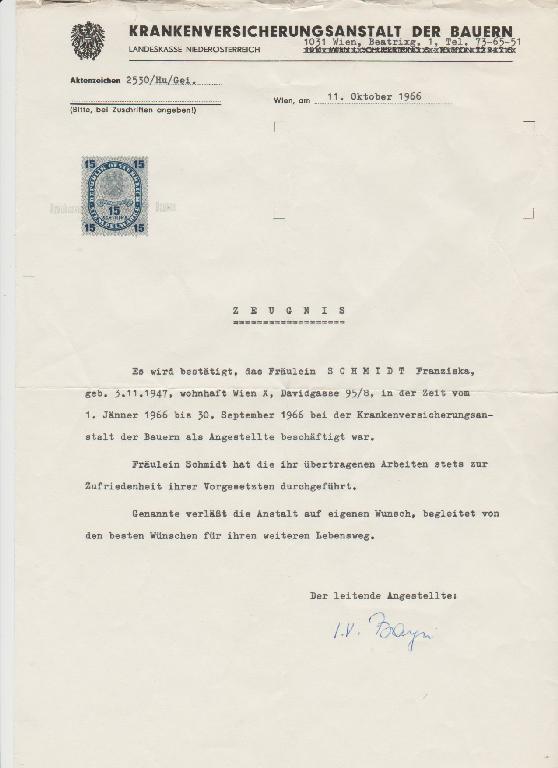 KRANKENVERSICHERUNGSANSTALT DER BAUERN
LANDESKASSE NIEDERÖSTERREICH
1031 Wien, Beatrixg. 1, Tel. 73-65-51
Aktenzeichen 2530/Hu/Gei.
(Bitte, bei Zuschriften angeben!)
Wien, am 11. Oktober 1966
15 15
REPUBLIK ÖSTERREICH
15
15 15
Z E U G N I S
===================
Es wird bestätigt, das Fräulein S C H M I D T Franziska,
geb. 3.11.1947, wohnhaft Wien X, Davidgasse 95/8, in der Zeit vom
1. Jänner 1966 bis 30. September 1966 bei der Krankenversicherungsan-
stalt der Bauern als Angestellte beschäftigt war.
Fräulein Schmidt hat die ihr übertragenen Arbeiten stets zur
Zufriedenheit ihrer Vorgesetzten durchgeführt.
Genannte verläßt die Anstalt auf eigenen Wunsch, begleitet von
den besten Wünschen für ihren weiteren Lebensweg.
Der leitende Angestellte:
I.V.